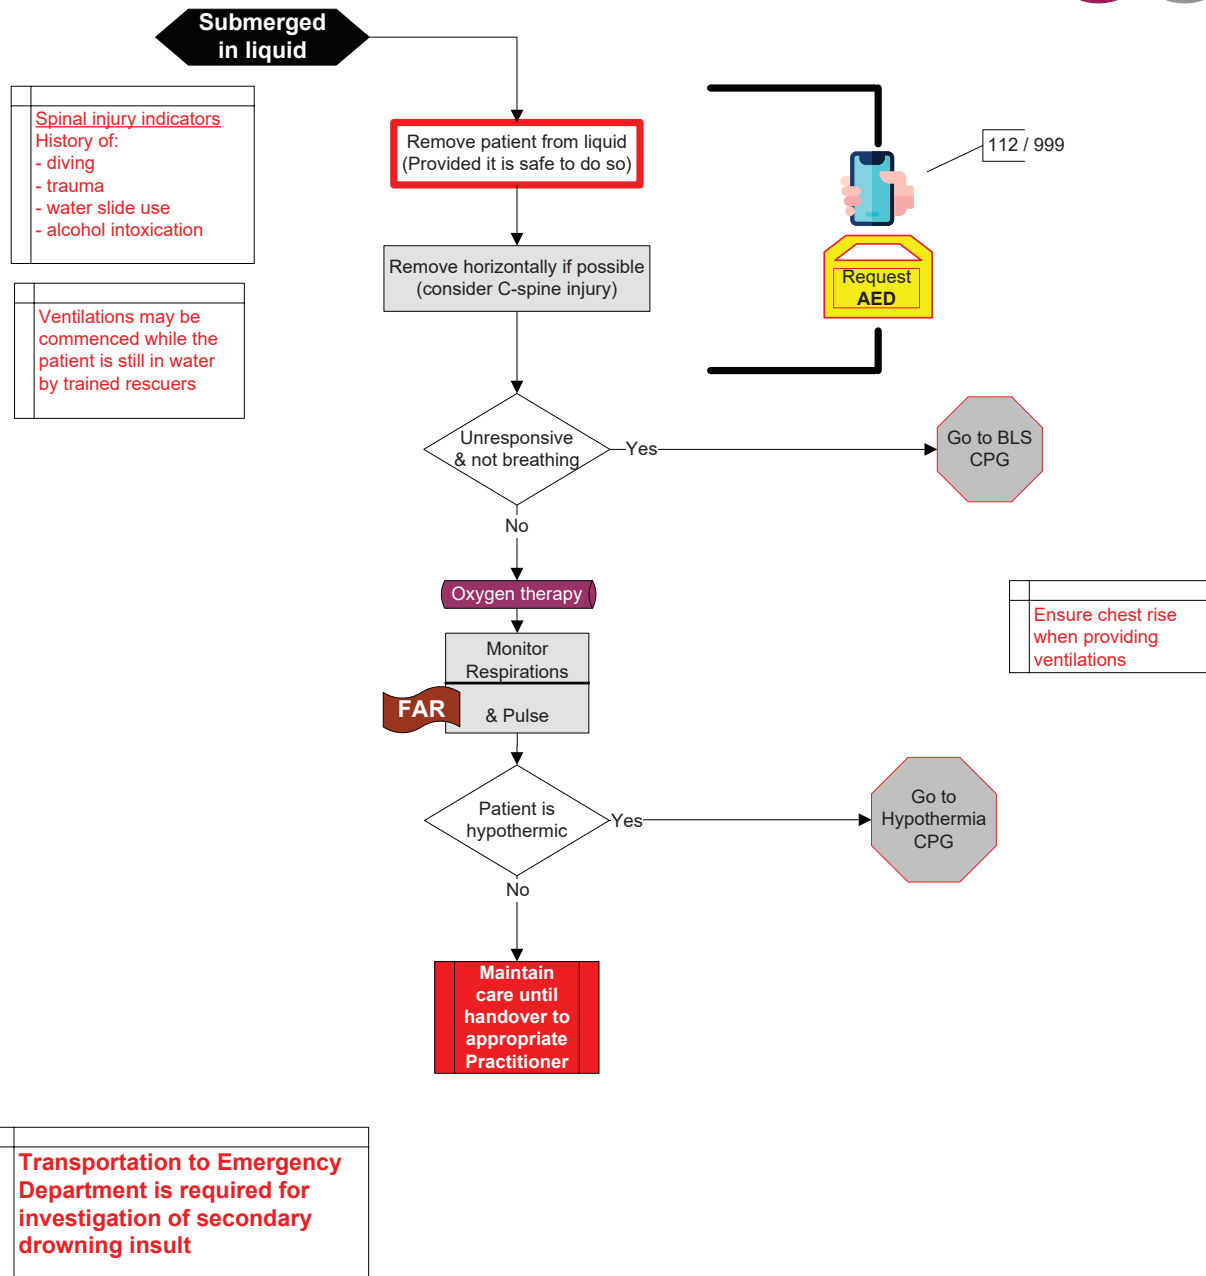 Submerged
in liquid
Spinal injury indicators
History of:
- diving
- trauma
- water slide use
- alcohol intoxication
Remove patient from liquid
(Provided it is safe to do so)
112 / 999
Remove horizontally if possible
(consider C-spine injury)
Request
AED
Ventilations may be
commenced while the
patient is still in water
by trained rescuers
Unresponsive
& not breathing
Yes
Go to BLS
CPG
No
Oxygen therapy
Ensure chest rise
when providing
ventilations
Monitor
Respirations
FAR
& Pulse
Patient is
hypothermic
Yes
Go to
Hypothermia
CPG
No
Maintain
care until
handover to
appropriate
Practitioner
Transportation to Emergency
Department is required for
investigation of secondary
drowning insult